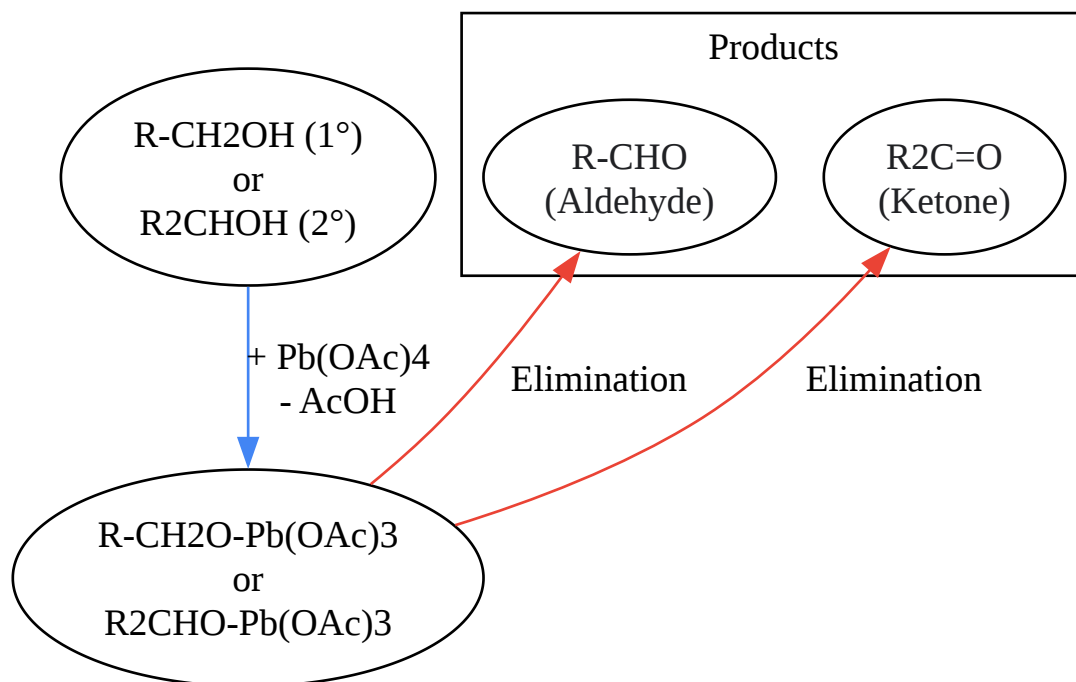 Products
R-CH2OH (1°)
or
R2CHOH (2°)
R-CHO
(Aldehyde)
R2C=O
(Ketone)
+ Pb(OAc)4
- AcOH
Elimination
Elimination
R-CH2O-Pb(OAc)3
or
R2CHO-Pb(OAc)3